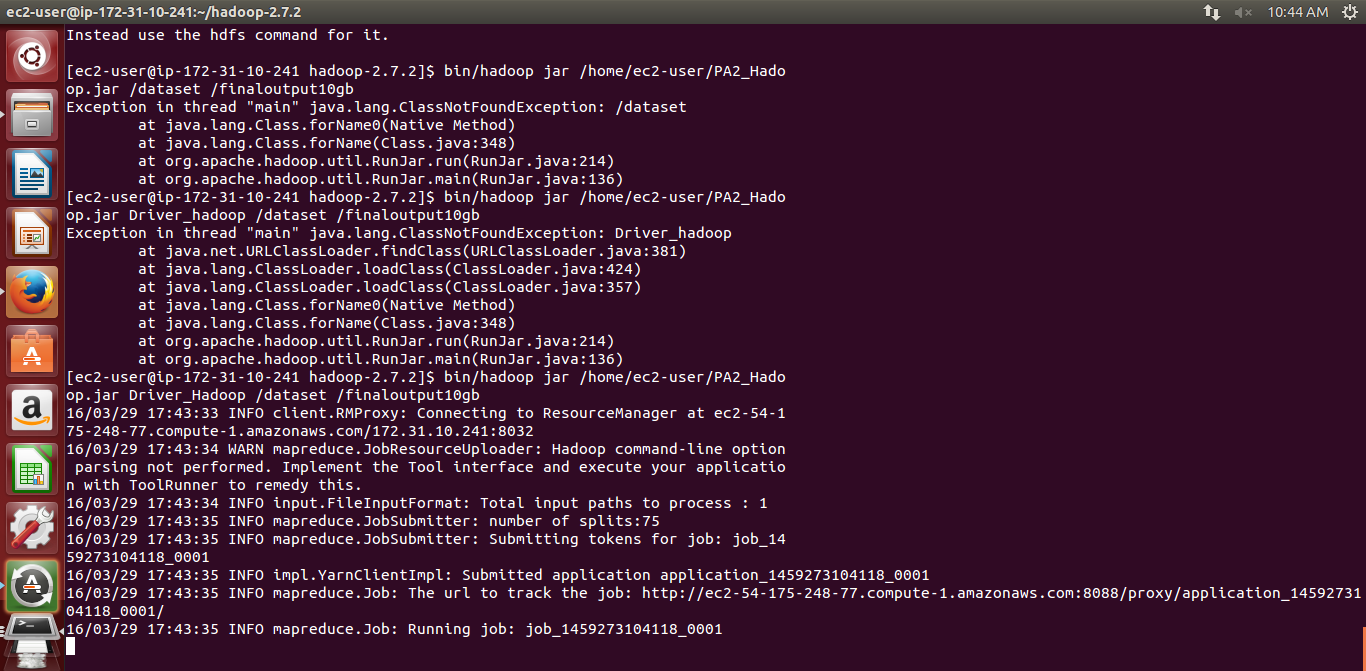 ec2-user@ip-172-31-10-241:~/hadoop-2.7.2
10:44 AM
Instead use the hdfs command for it.
[ec2-user@ip-172-31-10-241 hadoop-2.7.2]$ bin/hadoop jar /home/ec2-user/PA2_Hado
op.jar /dataset /finaloutput10gb
Exception in thread "main" java.lang.ClassNotFoundException: /dataset
        at java.lang.Class.forName0(Native Method)
        at java.lang.Class.forName(Class.java:348)
        at org.apache.hadoop.util.RunJar.run(RunJar.java:214)
        at org.apache.hadoop.util.RunJar.main(RunJar.java:136)
[ec2-user@ip-172-31-10-241 hadoop-2.7.2]$ bin/hadoop jar /home/ec2-user/PA2_Hado
op.jar Driver_hadoop /dataset /finaloutput10gb
Exception in thread "main" java.lang.ClassNotFoundException: Driver_hadoop
        at java.net.URLClassLoader.findClass(URLClassLoader.java:381)
        at java.lang.ClassLoader.loadClass(ClassLoader.java:424)
        at java.lang.ClassLoader.loadClass(ClassLoader.java:357)
        at java.lang.Class.forName0(Native Method)
        at java.lang.Class.forName(Class.java:348)
        at org.apache.hadoop.util.RunJar.run(RunJar.java:214)
        at org.apache.hadoop.util.RunJar.main(RunJar.java:136)
[ec2-user@ip-172-31-10-241 hadoop-2.7.2]$ bin/hadoop jar /home/ec2-user/PA2_Hado
op.jar Driver_Hadoop /dataset /finaloutput10gb
16/03/29 17:43:33 INFO client.RMProxy: Connecting to ResourceManager at ec2-54-1
75-248-77.compute-1.amazonaws.com/172.31.10.241:8032
16/03/29 17:43:34 WARN mapreduce.JobResourceUploader: Hadoop command-line option
 parsing not performed. Implement the Tool interface and execute your applicatio
n with ToolRunner to remedy this.
16/03/29 17:43:34 INFO input.FileInputFormat: Total input paths to process : 1
16/03/29 17:43:35 INFO mapreduce.JobSubmitter: number of splits:75
16/03/29 17:43:35 INFO mapreduce.JobSubmitter: Submitting tokens for job: job_14
59273104118_0001
16/03/29 17:43:35 INFO impl.YarnClientImpl: Submitted application application_1459273104118_0001
16/03/29 17:43:35 INFO mapreduce.Job: The url to track the job: http://ec2-54-175-248-77.compute-1.amazonaws.com:8088/proxy/application_14592731
04118_0001/
16/03/29 17:43:35 INFO mapreduce.Job: Running job: job_1459273104118_0001